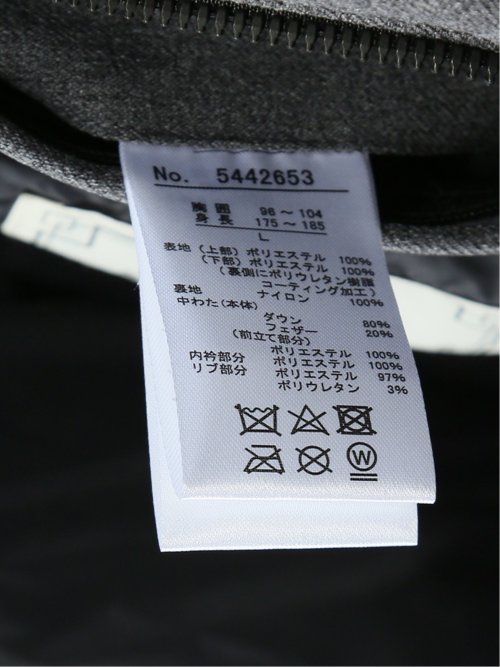 No. 5442653
胸囲 96～104
身長 175～185
L
表地(上部)ポリエステル 100%
(下部)ポリエステル 100%
(裏側にポリウレタン樹脂
コーティング加工)
裏地 ナイロン 100%
中わた(本体)
ダウン 80%
フェザー 20%
(前立て部分)
ポリエステル 100%
内衿部分 ポリエステル 100%
リブ部分 ポリエステル 97%
ポリウレタン 3%
W